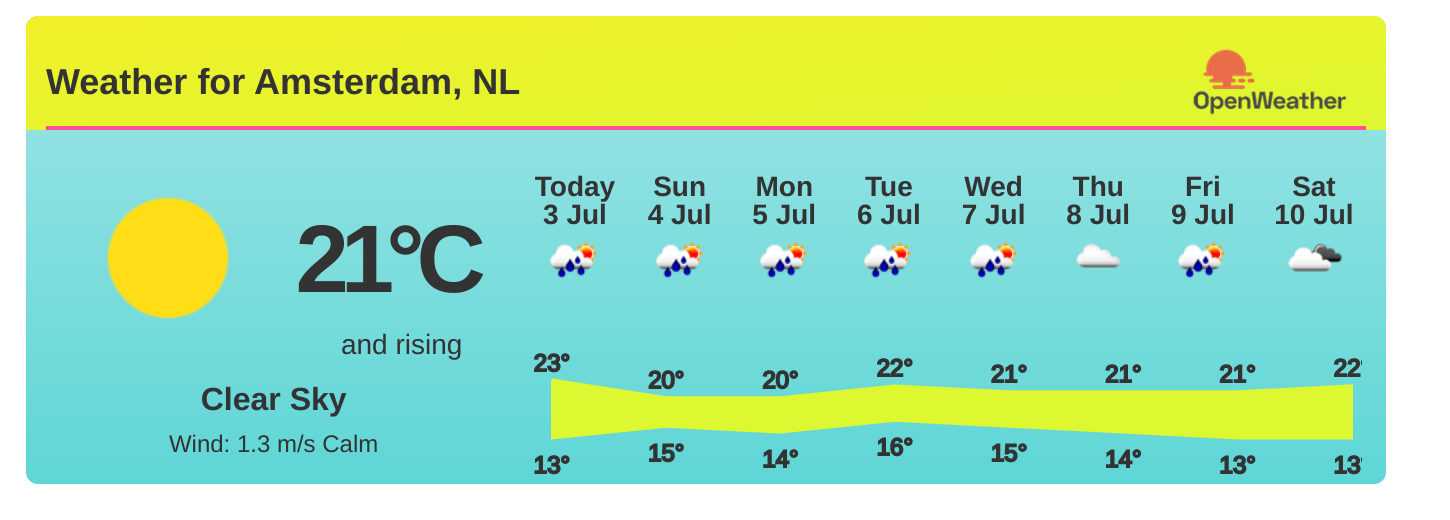 Weather for Amsterdam, NL
OpenWeather
Today Sun Mon Tue Wed Thu Fri Sat
3 Jul 4 Jul 5 Jul 6 Jul 7 Jul 8 Jul 9 Jul 10 Jul
21°C
and rising
Clear Sky
Wind: 1.3 m/s Calm
23° 20° 20° 22° 21° 21° 21° 22°
13° 15° 14° 16° 15° 14° 13° 13°